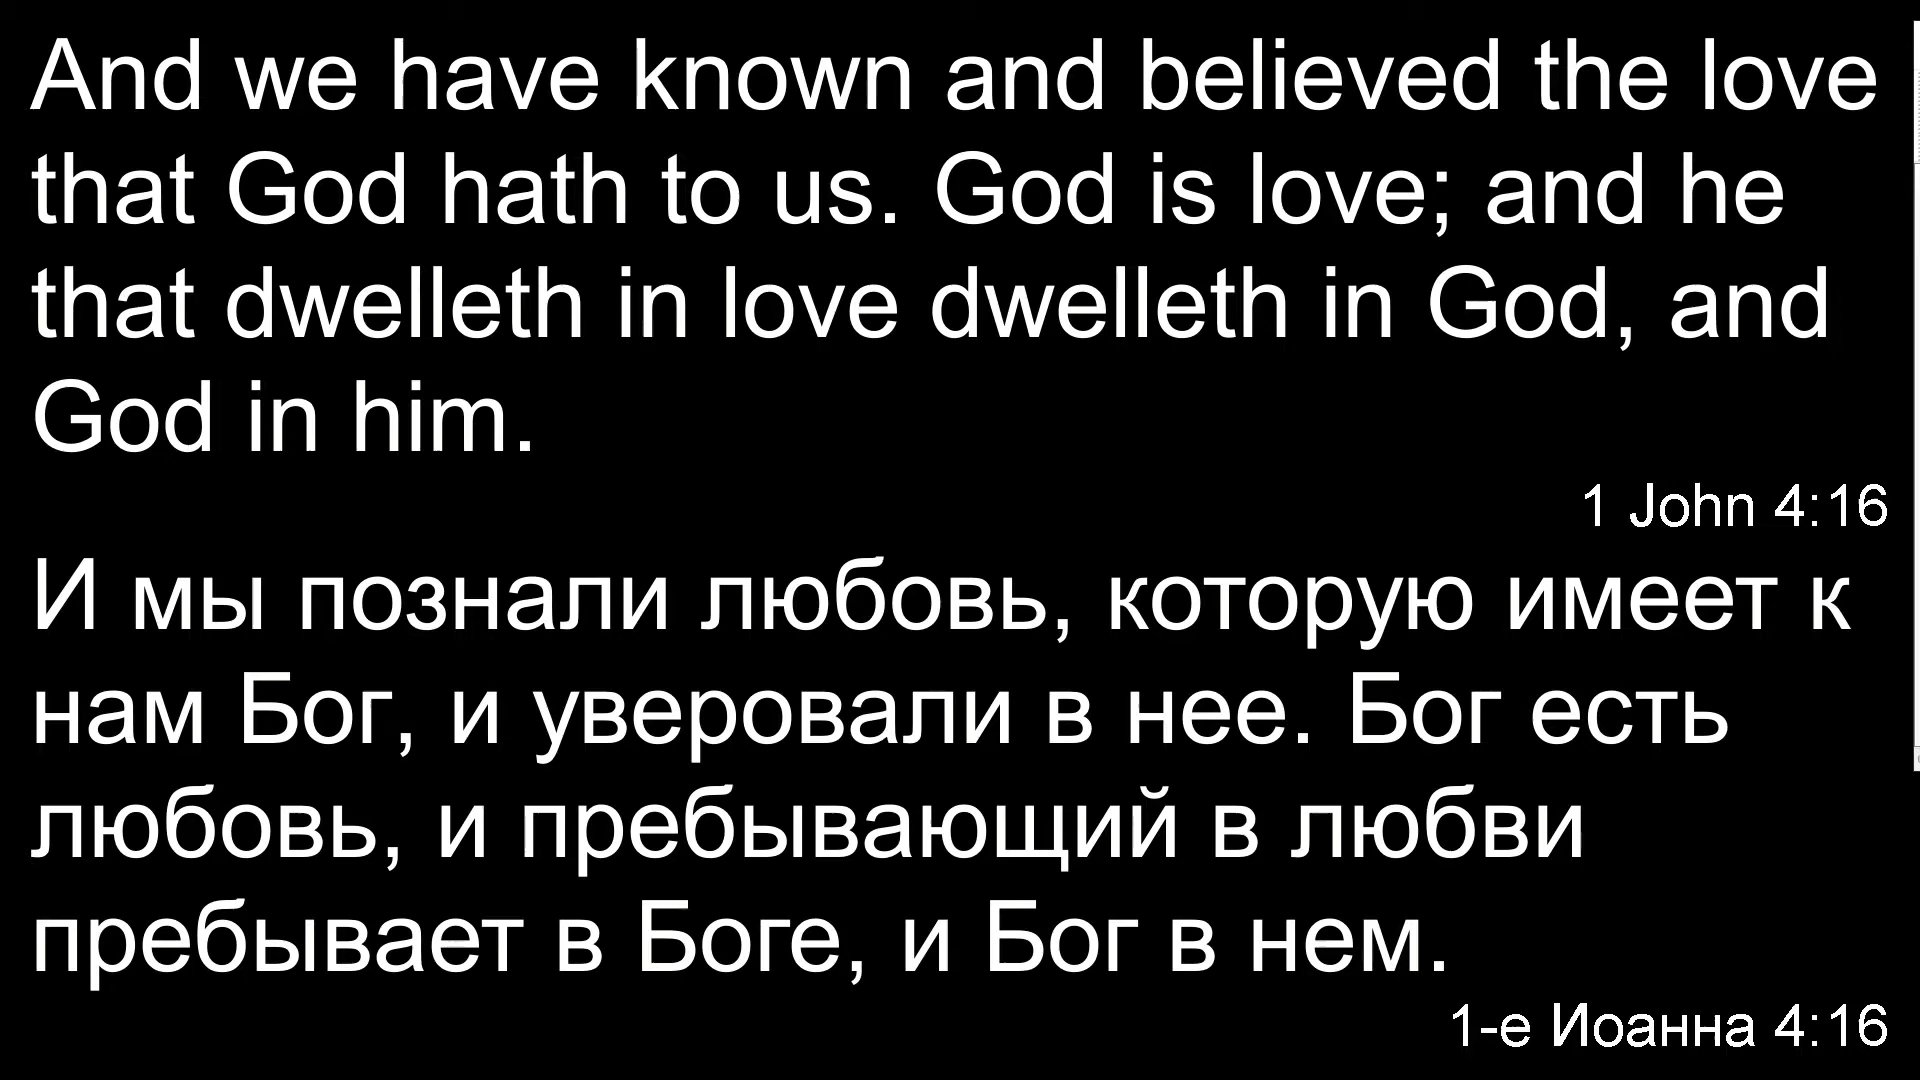 And we have known and believed the love
that God hath to us. God is love; and he
that dwelleth in love dwelleth in God, and
God in him.
1 John 4:16
И мы познали любовь, которую имеет к
нам Бог, и уверовали в нее. Бог есть
любовь, и пребывающий в любви
пребывает в Боге, и Бог в нем.
1-е Иоанна 4:16